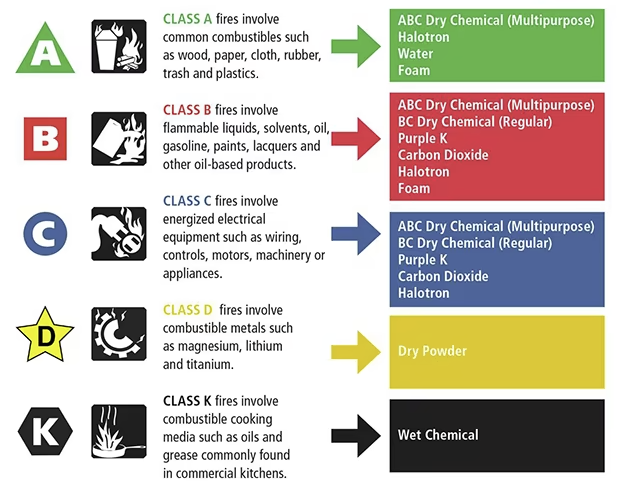 A
CLASS A fires involve
common combustibles such
as wood, paper, cloth, rubber,
trash and plastics.
ABC Dry Chemical (Multipurpose)
Halotron
Water
Foam
B
CLASS B fires involve
flammable liquids, solvents, oil,
gasoline, paints, lacquers and
other oil-based products.
ABC Dry Chemical (Multipurpose)
BC Dry Chemical (Regular)
Purple K
Carbon Dioxide
Halotron
Foam
C
CLASS C fires involve
energized electrical
equipment such as wiring,
controls, motors, machinery or
appliances.
ABC Dry Chemical (Multipurpose)
BC Dry Chemical (Regular)
Purple K
Carbon Dioxide
Halotron
D
CLASS D fires involve
combustible metals such
as magnesium, lithium
and titanium.
Dry Powder
K
CLASS K fires involve
combustible cooking
media such as oils and
grease commonly found
in commercial kitchens.
Wet Chemical